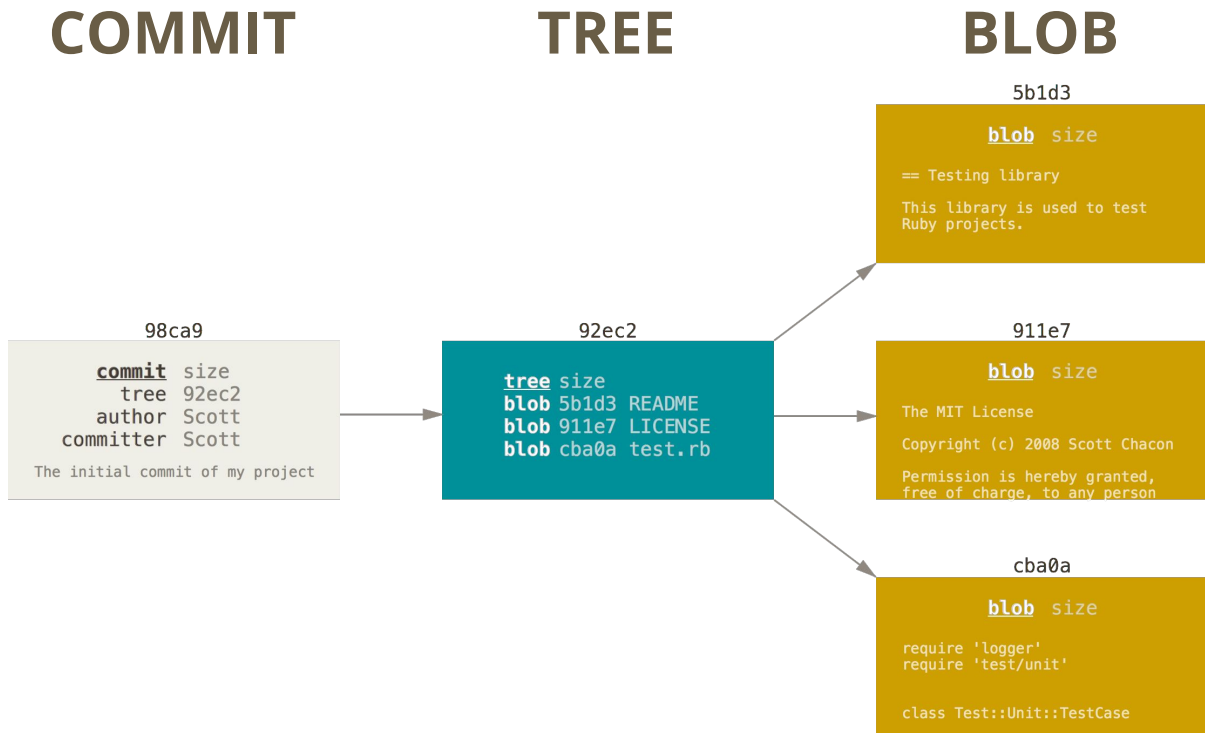 COMMIT TREE BLOB
98ca9
commit size
tree 92ec2
author Scott
committer Scott
The initial commit of my project
92ec2
tree size
blob 5b1d3 README
blob 911e7 LICENSE
blob cba0a test.rb
5b1d3
blob size
== Testing library
This library is used to test
Ruby projects.
911e7
blob size
The MIT License
Copyright (c) 2008 Scott Chacon
Permission is hereby granted,
free of charge, to any person
cba0a
blob size
require 'logger'
require 'test/unit'
class Test::Unit::TestCase